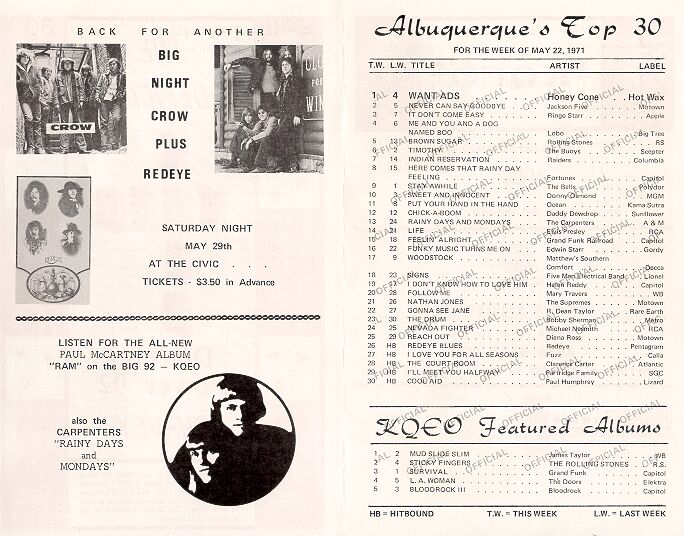 BACK FOR ANOTHER
BIG
NIGHT
CROW
PLUS
REDEYE
CROW
SATURDAY NIGHT
MAY 29th
AT THE CIVIC . . .
TICKETS - $3.50 in Advance
LISTEN FOR THE ALL-NEW
PAUL McCARTNEY ALBUM
"RAM" on the BIG 92 — KQEO
also the
CARPENTERS
"RAINY DAYS
and
MONDAYS"
Albuquerque's Top 30
FOR THE WEEK OF MAY 22, 1971
T.W. L.W. TITLE ARTIST LABEL
1 4 WANT ADS Honey Cone Hot Wax
2 5 NEVER CAN SAY GOODBYE Jackson Five Motown
3 7 IT DON'T COME EASY Ringo Starr Apple
4 6 ME AND YOU AND A DOG
NAMED BOO Lobo Big Tree
5 2 BROWN SUGAR Rolling Stones RS
6 2 TIMOTHY The Buoys Scepter
7 14 INDIAN RESERVATION Raiders Columbia
8 15 HERE COMES THAT RAINY DAY
FEELING Fortunes Capitol
9 1 STAY AWHILE The Bells Polydor
10 3 SWEET AND INNOCENT Donny Osmond MGM
11 8 PUT YOUR HAND IN THE HAND Ocean Kama Sutra
12 12 CHICK-A-BOOM Daddy Dewdrop Sunflower
13 24 RAINY DAYS AND MONDAYS The Carpenters A & M
14 21 LIFE Elvis Presley RCA
15 18 FEELIN' ALRIGHT Grand Funk Railroad Capitol
16 22 FUNKY MUSIC TURNS ME ON Edwin Starr Gordy
17 9 WOODSTOCK Matthew's Southern
Comfort Decca
18 23 SIGNS Five Man Electrical Band Lionel
19 I DON'T KNOW HOW TO LOVE HIM Helen Reddy Capitol
20 28 FOLLOW ME Mary Travers WB
21 26 NATHAN JONES The Supremes Motown
22 27 GONNA SEE JANE R. Dean Taylor Rare Earth
23 30 THE DRUM Bobby Sherman Metro
24 25 NEVADA FIGHTER Michael Nesmith RCA
25 29 REACH OUT Diana Ross Motown
26 HB REDEYE BLUES Redeye Pentagram
27 HB I LOVE YOU FOR ALL SEASONS Fuzz Calla
28 HB THE COURT ROOM Clarence Carter Atlantic
29 HB I'LL MEET YOU HALFWAY Partridge Family SGC
30 HB COOL AID Paul Humphrey Lizard
KQEO Featured Albums
1 2 MUD SLIDE SLIM James Taylor WB
2 4 STICKY FINGERS THE ROLLING STONES R.S.
3 1 SURVIVAL Grand Funk Capitol
4 5 L.A. WOMAN The Doors Elektra
5 3 BLOODROCK III Bloodrock Capitol
HB = HITBOUND T.W. = THIS WEEK L.W. = LAST WEEK